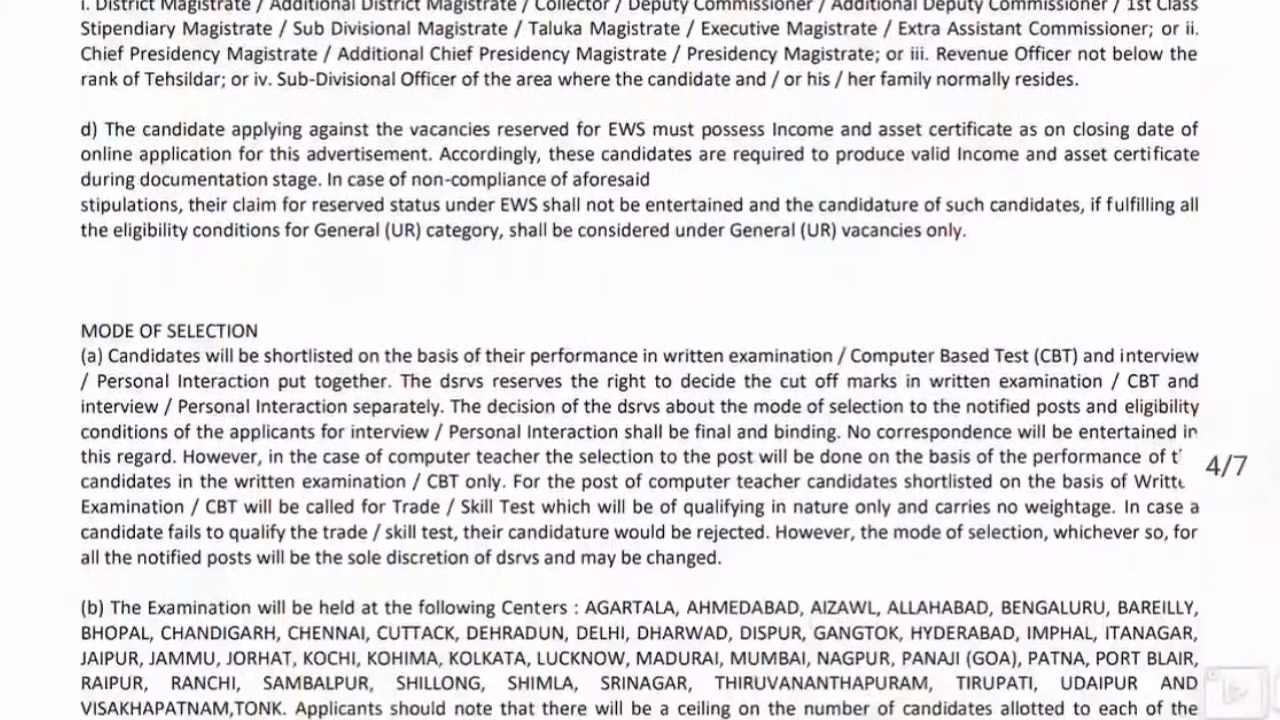 i. District Magistrate / Additional District Magistrate / Collector / Deputy Commissioner / Additional Deputy Commissioner / 1st Class
Stipendiary Magistrate / Sub Divisional Magistrate / Taluka Magistrate / Executive Magistrate / Extra Assistant Commissioner; or ii.
Chief Presidency Magistrate / Additional Chief Presidency Magistrate / Presidency Magistrate; or iii. Revenue Officer not below the
rank of Tehsildar; or iv. Sub-Divisional Officer of the area where the candidate and / or his / her family normally resides.
d) The candidate applying against the vacancies reserved for EWS must possess Income and asset certificate as on closing date of
online application for this advertisement. Accordingly, these candidates are required to produce valid Income and asset certificate
during documentation stage. In case of non-compliance of aforesaid
stipulations, their claim for reserved status under EWS shall not be entertained and the candidature of such candidates, if fulfilling all
the eligibility conditions for General (UR) category, shall be considered under General (UR) vacancies only.
MODE OF SELECTION
(a) Candidates will be shortlisted on the basis of their performance in written examination / Computer Based Test (CBT) and interview
/ Personal Interaction put together. The dsrvs reserves the right to decide the cut off marks in written examination / CBT and
interview / Personal Interaction separately. The decision of the dsrvs about the mode of selection to the notified posts and eligibility
conditions of the applicants for interview / Personal Interaction shall be final and binding. No correspondence will be entertained in
this regard. However, in the case of computer teacher the selection to the post will be done on the basis of the performance of
candidates in the written examination / CBT only. For the post of computer teacher candidates shortlisted on the basis of
4/7
Examination / CBT will be called for Trade / Skill Test which will be of qualifying in nature only and carries no weightage. In case a
candidate fails to qualify the trade / skill test, their candidature would be rejected. However, the mode of selection, whichever so, for
all the notified posts will be the sole discretion of dsrvs and may be changed.
(b) The Examination will be held at the following Centers : AGARTALA, AHMEDABAD, AIZAWL, ALLAHABAD, BENGALURU, BAREILLY,
BHOPAL, CHANDIGARH, CHENNAI, CUTTACK, DEHRADUN, DELHI, DHARWAD, DISPUR, GANGTOK, HYDERABAD, IMPHAL, ITANAGAR,
JAIPUR, JAMMU, JORHAT, KOCHI, KOHIMA, KOLKATA, LUCKNOW, MADURAI, MUMBAI, NAGPUR, PANAJI (GOA), PATNA, PORT BLAIR,
RAIPUR, RANCHI, SAMBALPUR, SHILLONG, SHIMLA, SRINAGAR, THIRUVANANTHAPURAM, TIRUPATI, UDAIPUR AND
VISAKHAPATNAM,TONK. Applicants should note that there will be a ceiling on the number of candidates allotted to each of the